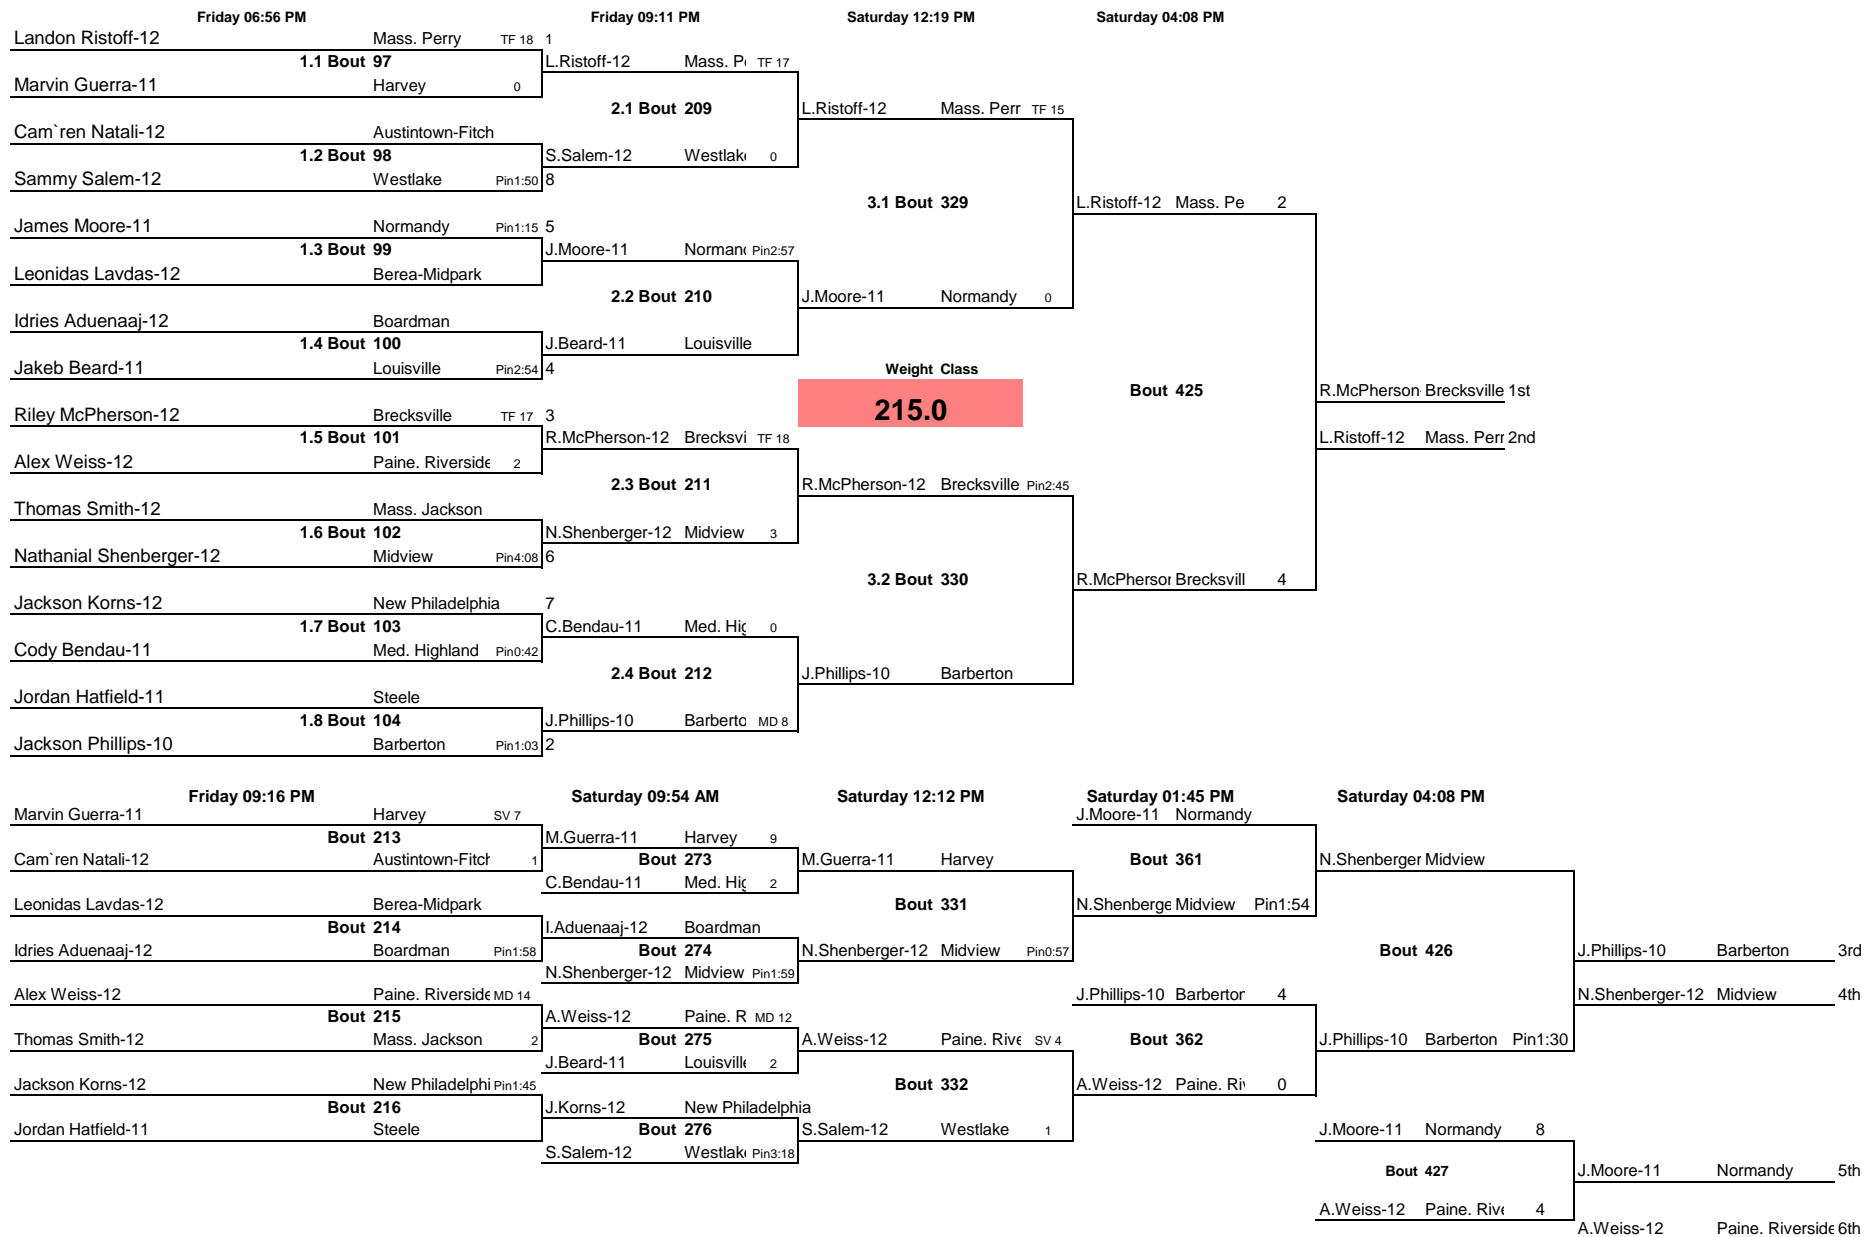 Friday 06:56 PM Friday 09:11 PM Saturday 12:19 PM Saturday 04:08 PM
Landon Ristoff-12 Mass. Perry TF 18 1
1.1 Bout 97 L.Ristoff-12 Mass. P TF 17
Marvin Guerra-11 Harvey 0
2.1 Bout 209 L.Ristoff-12 Mass. Perr TF 15
Cam`ren Natali-12 Austintown-Fitch
1.2 Bout 98 S.Salem-12 Westlak 0
Sammy Salem-12 Westlake Pin1:50 8
3.1 Bout 329 L.Ristoff-12 Mass. Pe 2
James Moore-11 Normandy Pin1:15 5
1.3 Bout 99 J.Moore-11 Norman Pin2:57
Leonidas Lavdas-12 Berea-Midpark
2.2 Bout 210 J.Moore-11 Normandy 0
Idries Aduenaaj-12 Boardman
1.4 Bout 100 J.Beard-11 Louisville
Jakeb Beard-11 Louisville Pin2:54 4 Weight Class
Bout 425 R.McPherson Brecksville 1st
Riley McPherson-12 Brecksville TF 17 3 215.0
1.5 Bout 101 R.McPherson-12 Brecksvi TF 18 L.Ristoff-12 Mass. Perr 2nd
Alex Weiss-12 Paine. Riverside 2
2.3 Bout 211 R.McPherson-12 Brecksville Pin2:45
Thomas Smith-12 Mass. Jackson
1.6 Bout 102 N.Shenberger-12 Midview 3
Nathanial Shenberger-12 Midview Pin4:08 6
3.2 Bout 330 R.McPherson Brecksvill 4
Jackson Korns-12 New Philadelphia 7
1.7 Bout 103 C.Bendau-11 Med. Hig 0
Cody Bendau-11 Med. Highland Pin0:42
2.4 Bout 212 J.Phillips-10 Barberton
Jordan Hatfield-11 Steele
1.8 Bout 104 J.Phillips-10 Barberto MD 8
Jackson Phillips-10 Barberton Pin1:03 2
Friday 09:16 PM Saturday 09:54 AM Saturday 12:12 PM Saturday 01:45 PM Saturday 04:08 PM
Marvin Guerra-11 Harvey SV 7 J.Moore-11 Normandy
Bout 213 M.Guerra-11 Harvey 9
Cam`ren Natali-12 Austintown-Fitch 1 Bout 273 M.Guerra-11 Harvey Bout 361 N.Shenberger Midview
C.Bendau-11 Med. Hig 2
Leonidas Lavdas-12 Berea-Midpark Bout 331 N.Shenberge Midview Pin1:54
Bout 214 I.Aduenaaj-12 Boardman
Idries Aduenaaj-12 Boardman Pin1:58 Bout 274 N.Shenberger-12 Midview Pin0:57 Bout 426 J.Phillips-10 Barberton 3rd
N.Shenberger-12 Midview Pin1:59
Alex Weiss-12 Paine. Riverside MD 14 J.Phillips-10 Barberton 4 N.Shenberger-12 Midview 4th
Bout 215 A.Weiss-12 Paine. R MD 12
Thomas Smith-12 Mass. Jackson 2 Bout 275 A.Weiss-12 Paine. Rive SV 4 Bout 362 J.Phillips-10 Barberton Pin1:30
J.Beard-11 Louisville 2
Jackson Korns-12 New Philadelphi Pin1:45 Bout 332 A.Weiss-12 Paine. Riv 0
Bout 216 J.Korns-12 New Philadelphia
Jordan Hatfield-11 Steele Bout 276 S.Salem-12 Westlake 1 J.Moore-11 Normandy 8
S.Salem-12 Westlak Pin3:18
Bout 427 J.Moore-11 Normandy 5th
A.Weiss-12 Paine. Rive 4
A.Weiss-12 Paine. Riverside 6th